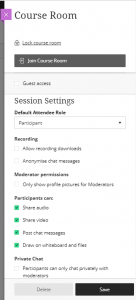 Course Room
Lock course room
Join Course Room
Guest access
Session Settings
Default Attendee Role
Participant
Recording
Allow recording downloads
Anonymise chat messages
Moderator permissions
Only show profile pictures for Moderators
Participants can:
Share audio
Share video
Post chat messages
Draw on whiteboard and files
Private Chat
Participants can only chat privately with
moderators
Delete
Save